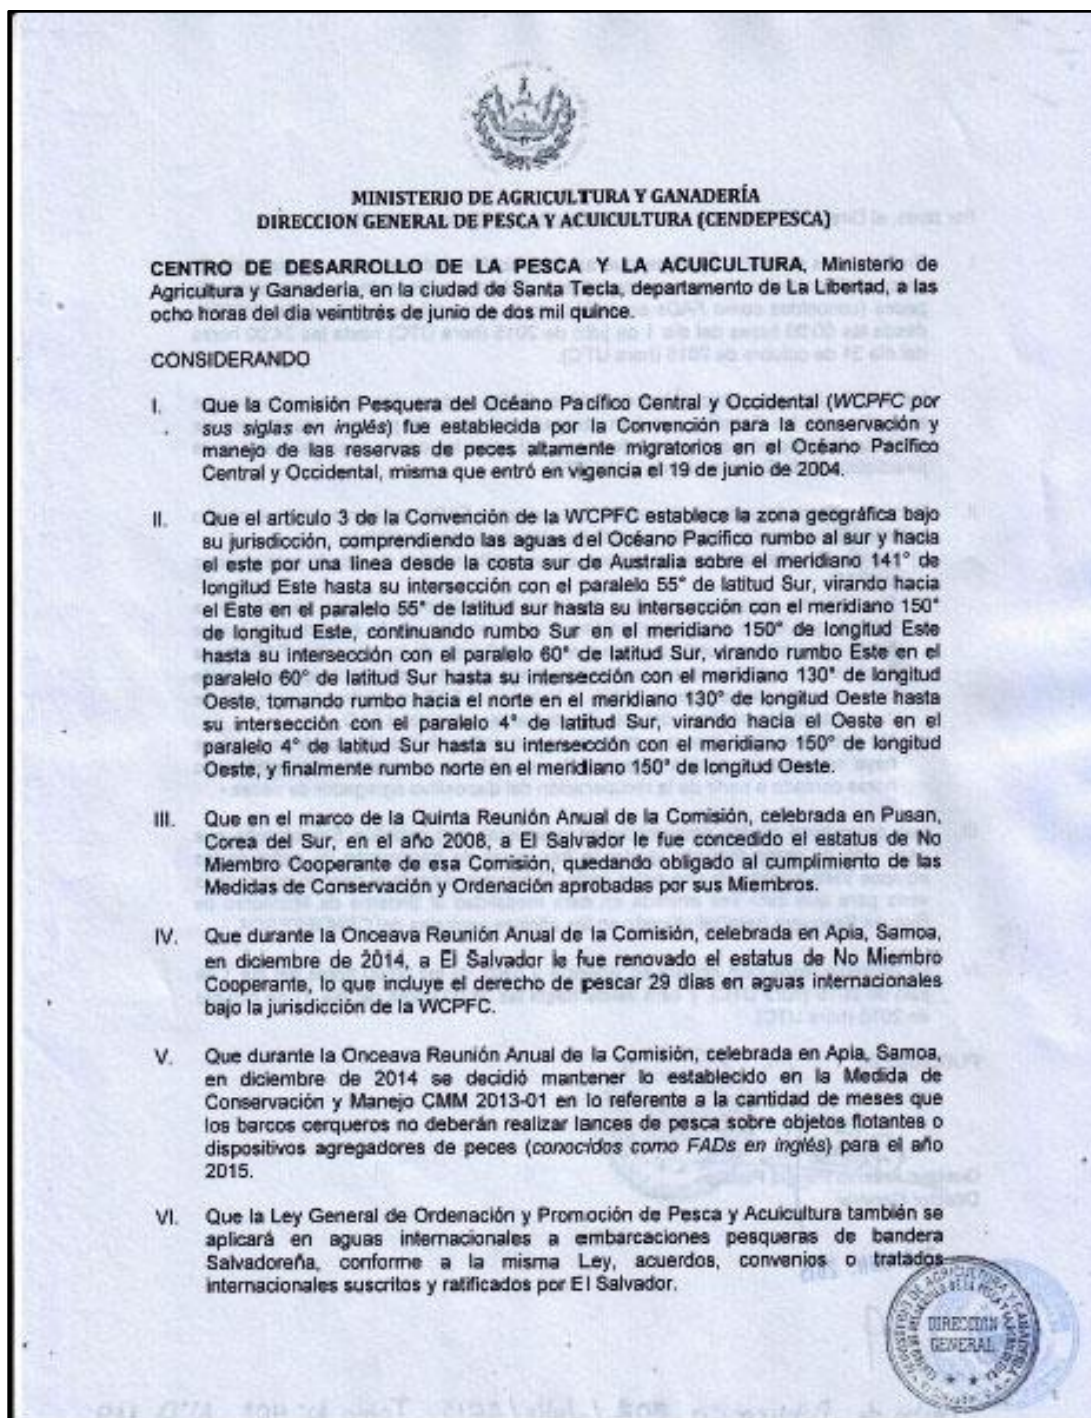 MINISTERIO DE AGRICULTURA Y GANADERÍA
DIRECCION GENERAL DE PESCA Y ACUICULTURA (CENDEPESCA)
CENTRO DE DESARROLLO DE LA PESCA Y LA ACUICULTURA, Ministerio de
Agricultura y Ganadería, en la ciudad de Santa Tecla, departamento de La Libertad, a las
ocho horas del día veintitrés de junio de dos mil quince.
CONSIDERANDO
I. Que la Comisión Pesquera del Océano Pacífico Central y Occidental (WCPFC por
sus siglas en inglés) fue establecida por la Convención para la conservación y
manejo de las reservas de peces altamente migratorios en el Océano Pacífico
Central y Occidental, misma que entró en vigencia el 19 de junio de 2004.
II. Que el artículo 3 de la Convención de la WCPFC establece la zona geográfica bajo
su jurisdicción, comprendiendo las aguas del Océano Pacífico rumbo al sur y hacia
el este por una línea desde la costa sur de Australia sobre el meridiano 141° de
longitud Este hasta su intersección con el paralelo 55° de latitud Sur, virando hacia
el Este en el paralelo 55° de latitud sur hasta su intersección con el meridiano 150°
de longitud Este, continuando rumbo Sur en el meridiano 150° de longitud Este
hasta su intersección con el paralelo 60° de latitud Sur, virando rumbo Este en el
paralelo 60° de latitud Sur hasta su intersección con el meridiano 130° de longitud
Oeste, tomando rumbo hacia el norte en el meridiano 130° de longitud Oeste hasta
su intersección con el paralelo 4° de latitud Sur, virando hacia el Oeste en el
paralelo 4° de latitud Sur hasta su intersección con el meridiano 150° de longitud
Oeste, y finalmente rumbo norte en el meridiano 150° de longitud Oeste.
III. Que en el marco de la Quinta Reunión Anual de la Comisión, celebrada en Pusan,
Corea del Sur, en el año 2008, a El Salvador le fue concedido el estatus de No
Miembro Cooperante de esa Comisión, quedando obligado al cumplimiento de las
Medidas de Conservación y Ordenación aprobadas por sus Miembros.
IV. Que durante la Onceava Reunión Anual de la Comisión, celebrada en Apia, Samoa,
en diciembre de 2014, a El Salvador le fue renovado el estatus de No Miembro
Cooperante, lo que incluye el derecho de pescar 29 días en aguas internacionales
bajo la jurisdicción de la WCPFC.
V. Que durante la Onceava Reunión Anual de la Comisión, celebrada en Apia, Samoa,
en diciembre de 2014 se decidió mantener lo establecido en la Medida de
Conservación y Manejo CMM 2013-01 en lo referente a la cantidad de meses que
los barcos cerqueros no deberán realizar lances de pesca sobre objetos flotantes o
dispositivos agregadores de peces (conocidos como FADs en inglés) para el año
2015.
VI. Que la Ley General de Ordenación y Promoción de Pesca y Acuicultura también se
aplicará en aguas internacionales a embarcaciones pesqueras de bandera
Salvadoreña, conforme a la misma Ley, acuerdos, convenios o tratados
internacionales suscritos y ratificados por El Salvador.
DIRECCION
GENERAL